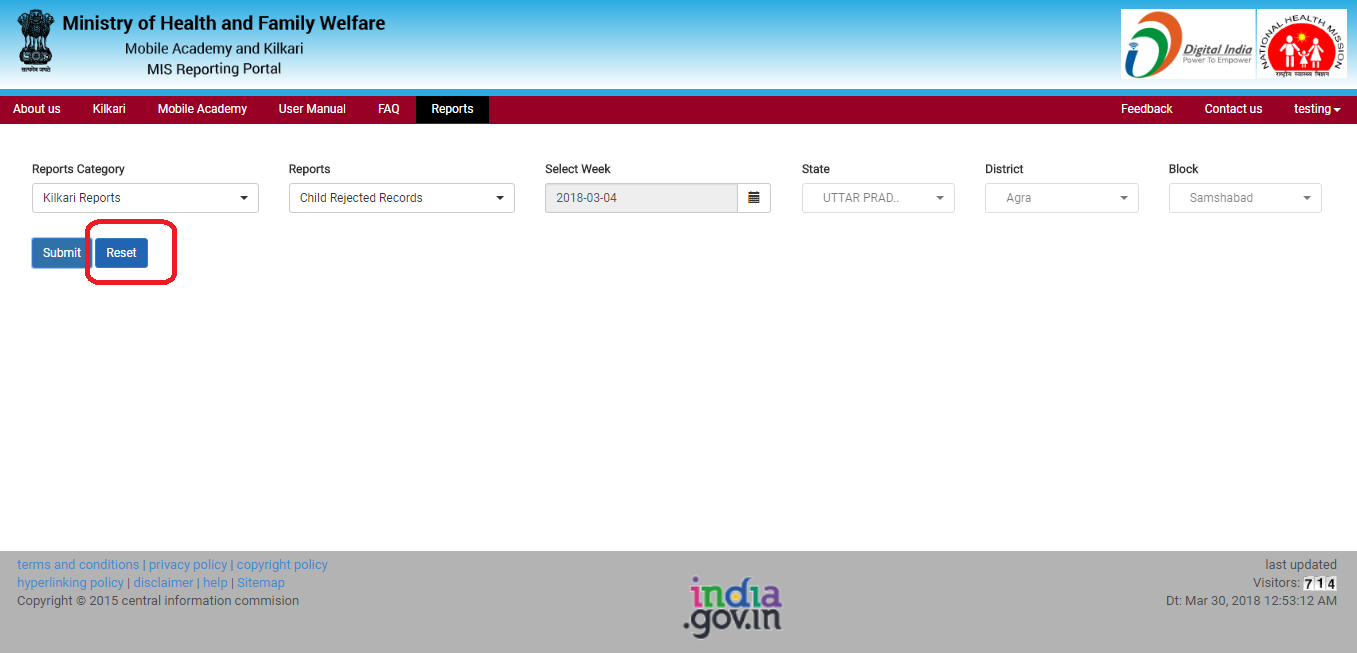 Ministry of Health and Family Welfare
Mobile Academy and Kilkari
MIS Reporting Portal
सत्यमेव जयते
Digital India
Power To Empower
NATIONAL HEALTH MISSION
राष्ट्रीय स्वास्थ्य मिशन
About us Kilkari Mobile Academy User Manual FAQ Reports Feedback Contact us testing
Reports Category Reports Select Week State District Block
Kilkari Reports Child Rejected Records 2018-03-04 UTTAR PRAD.. Agra Samshabad
Submit Reset
terms and conditions | privacy policy | copyright policy
hyperlinking policy | disclaimer | help | Sitemap
Copyright © 2015 central information commision
india
.gov.in
last updated
Visitors: 714
Dt: Mar 30, 2018 12:53:12 AM